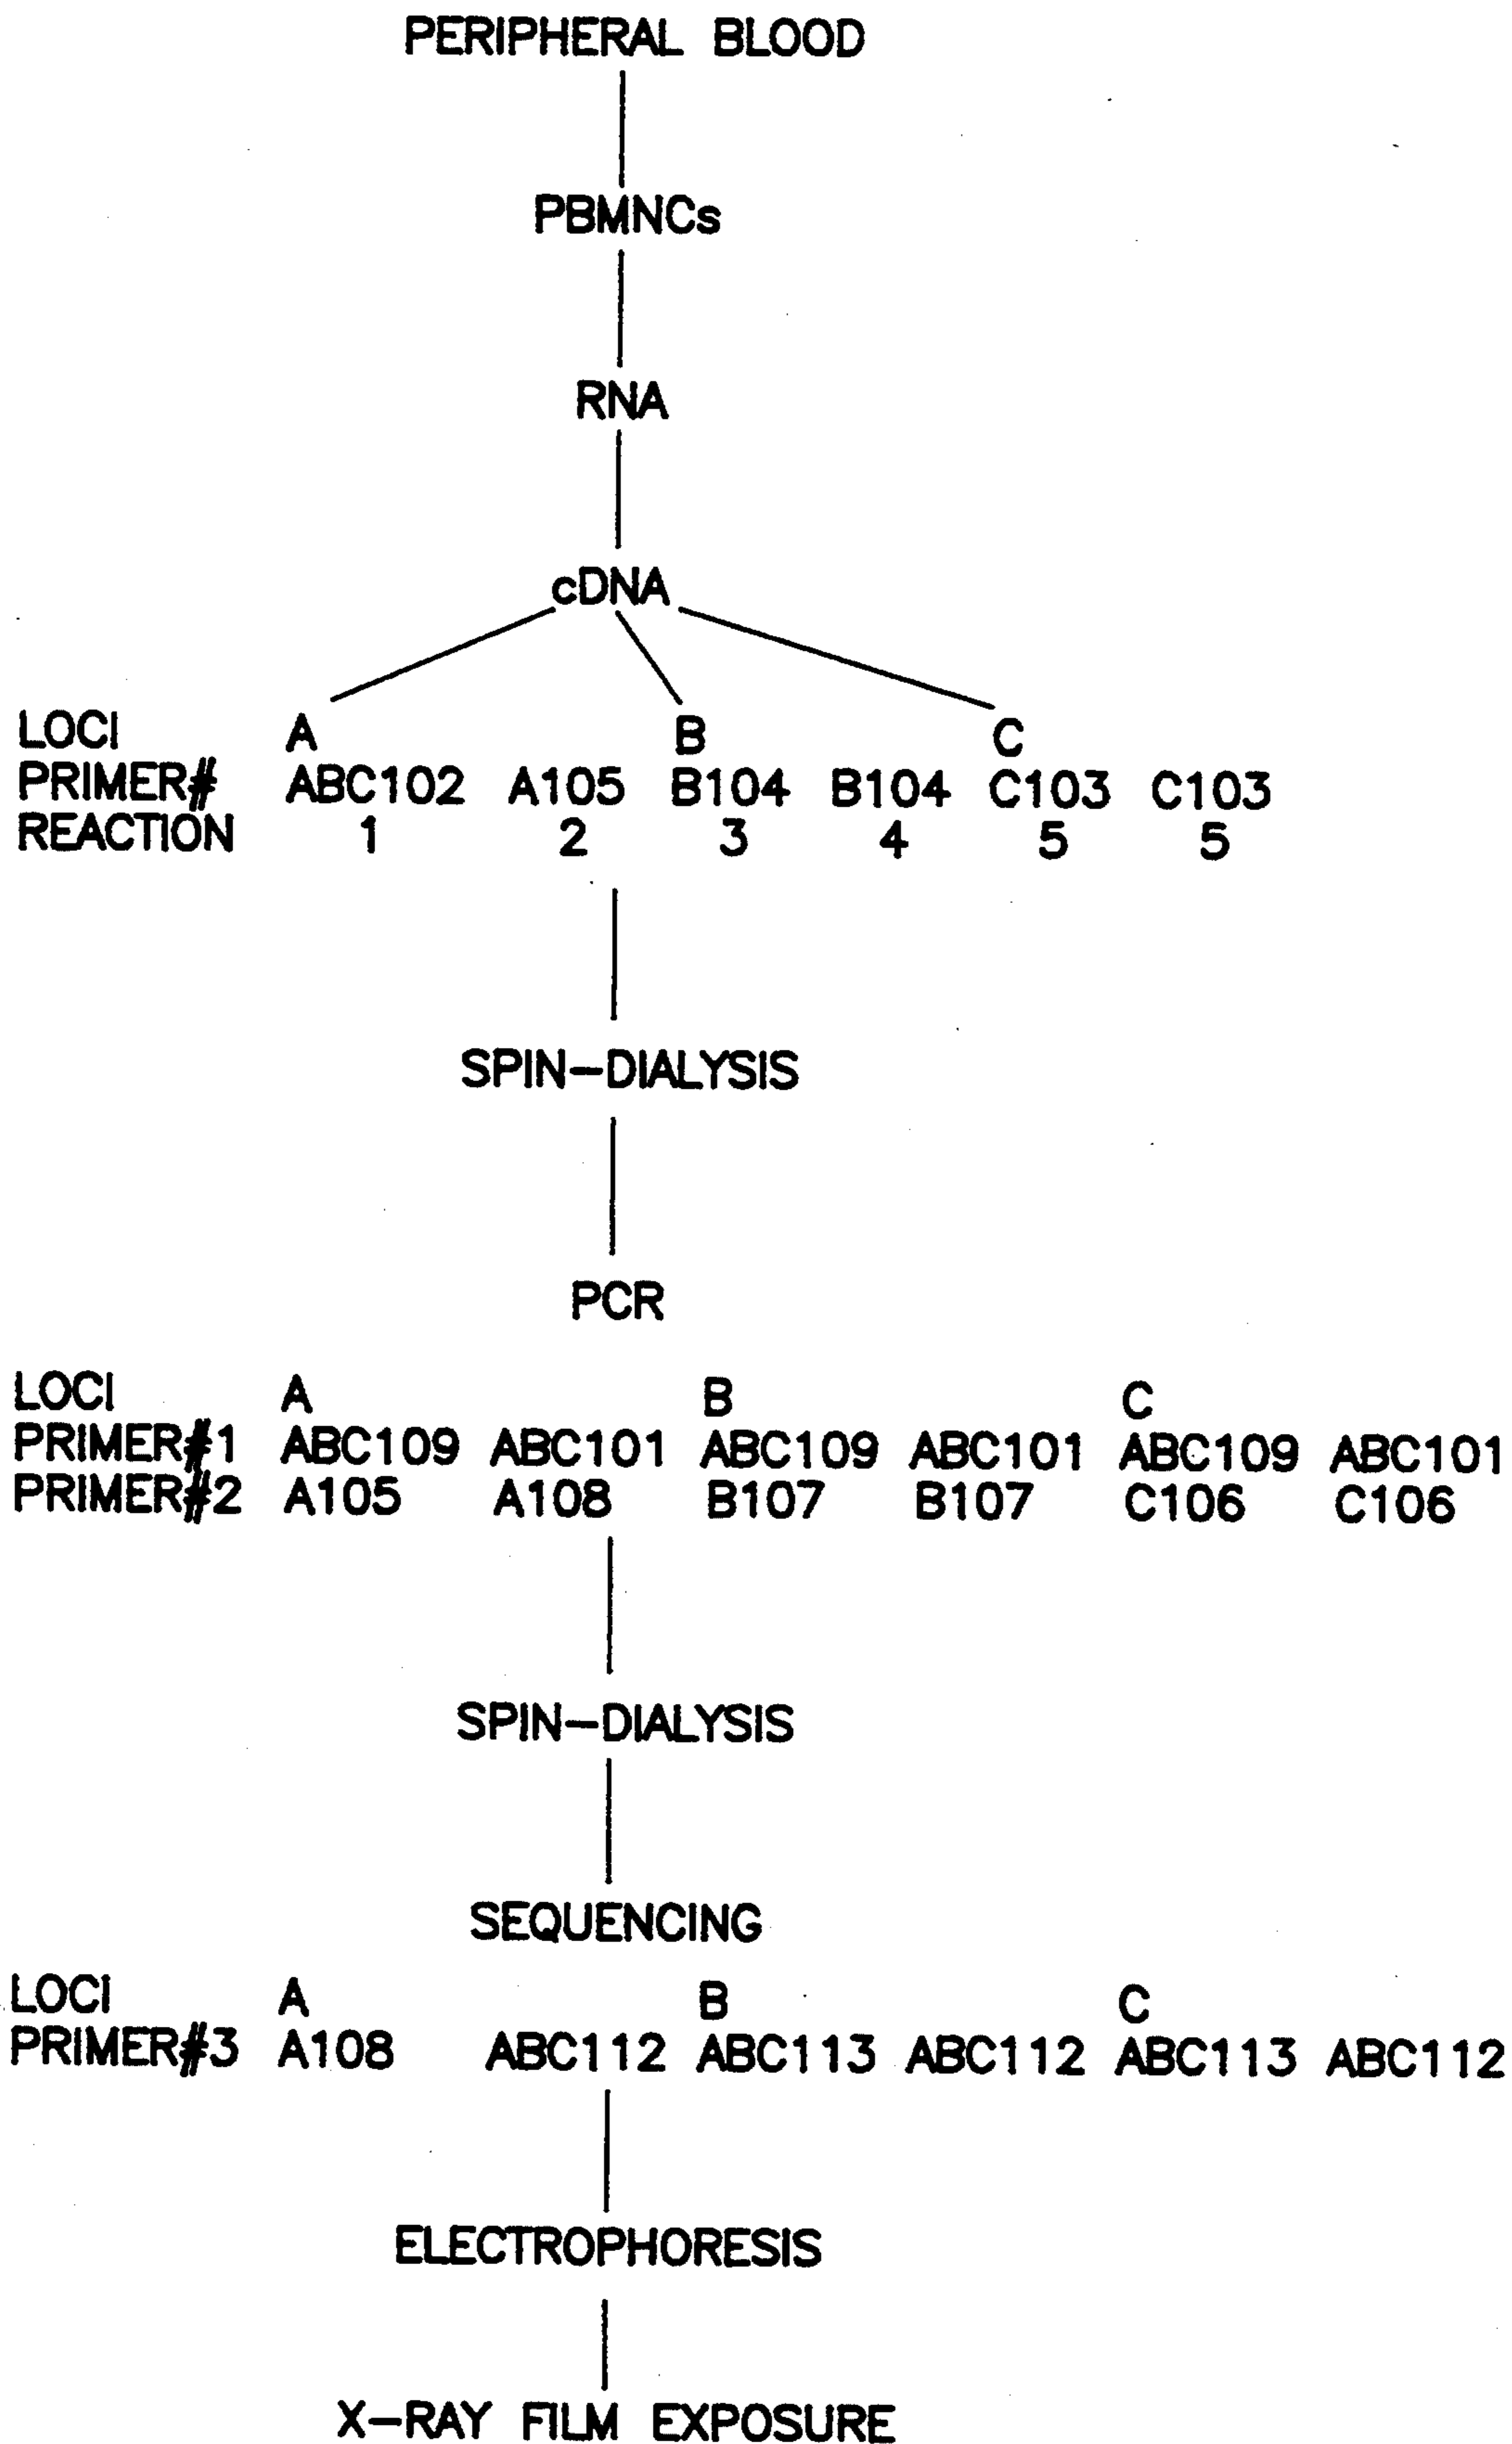 PERIPHERAL BLOOD
PBMNCs
RNA
cDNA
LOCI A B C
PRIMER# ABC102 A105 B104 B104 C103 C103
REACTION 1 2 3 4 5 5
SPIN-DIALYSIS
PCR
LOCI A B C
PRIMER#1 ABC109 ABC101 ABC109 ABC101 ABC109 ABC101
PRIMER#2 A105 A108 B107 B107 C106 C106
SPIN-DIALYSIS
SEQUENCING
LOCI A B C
PRIMER#3 A108 ABC112 ABC113 ABC112 ABC113 ABC112
ELECTROPHORESIS
X-RAY FILM EXPOSURE